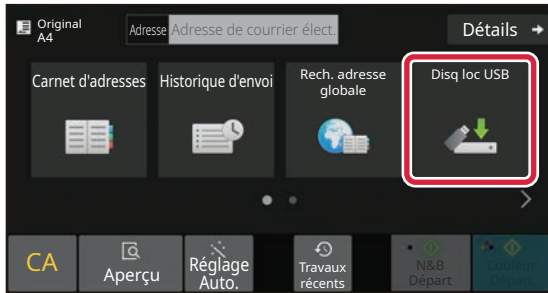 Original
A4
Adresse
Adresse de courrier élect.
Détails
Carnet d'adresses
Historique d'envoi
Rech. adresse
globale
Disq loc USB
CA
Aperçu
Réglage
Auto.
Travaux
récents
N&B
Départ
Couleur
Départ